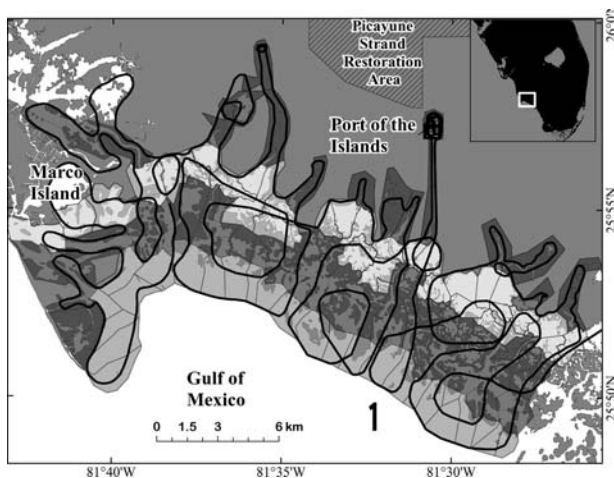 Picayune
Strand
Restoration
Area
Port of the
Islands
Marco
Island
Gulf of
Mexico
0 1.5 3 6 km
1
26°0'N
25°55'N
25°50'N
81°40'W 81°35'W 81°30'W